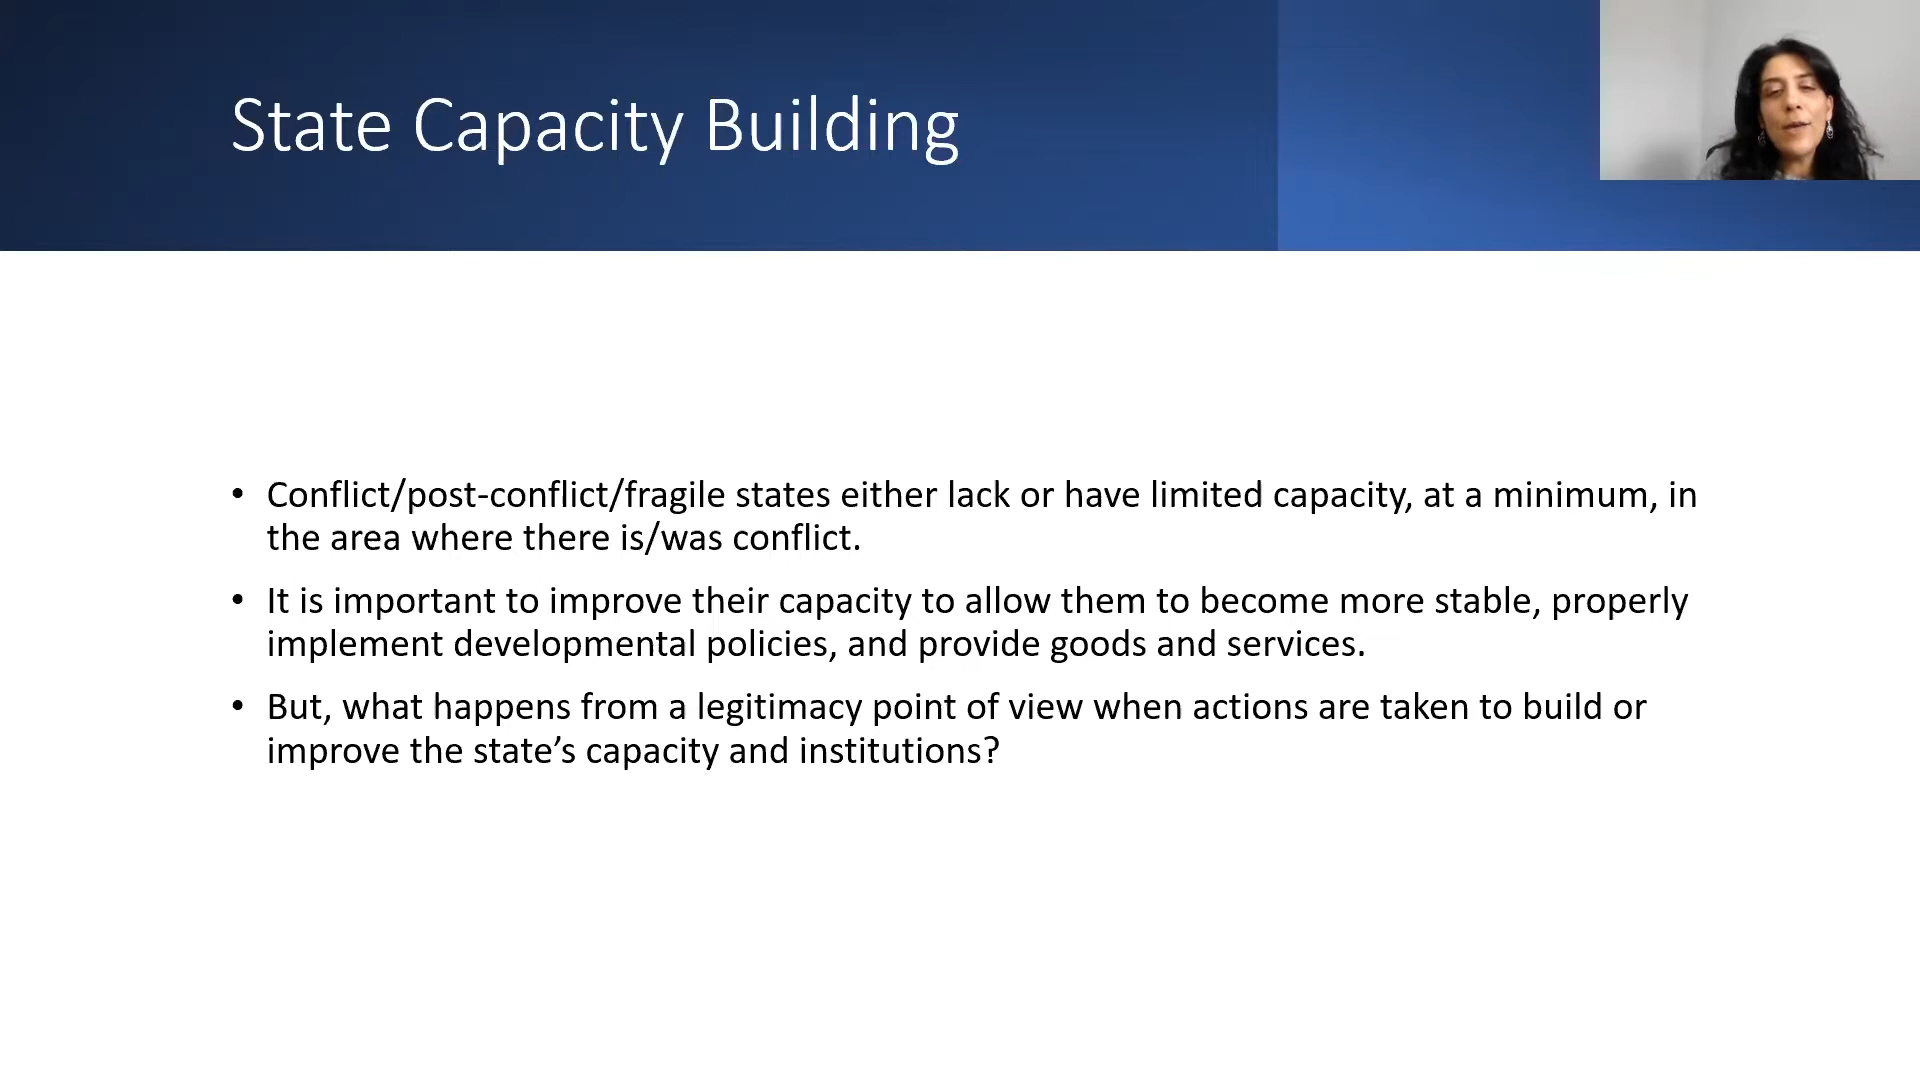 State Capacity Building
• Conflict/post-conflict/fragile states either lack or have limited capacity, at a minimum, in
the area where there is/was conflict.
• It is important to improve their capacity to allow them to become more stable, properly
implement developmental policies, and provide goods and services.
• But, what happens from a legitimacy point of view when actions are taken to build or
improve the state’s capacity and institutions?